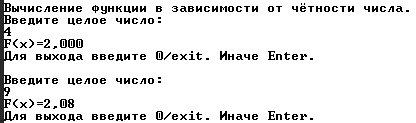 Вычисление функции в зависимости от чётности числа.
Введите целое число:
4
F(x)=2,000
Для выхода введите 0/exit. Иначе Enter.
Введите целое число:
9
F(x)=2,08
Для выхода введите 0/exit. Иначе Enter.